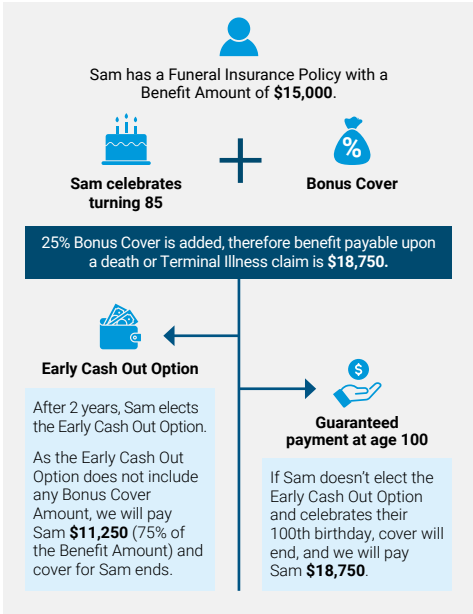 Sam has a Funeral Insurance Policy with a
Benefit Amount of $15,000.
Sam celebrates
turning 85
%
Bonus Cover
25% Bonus Cover is added, therefore benefit payable upon
a death or Terminal Illness claim is $18,750.
Early Cash Out Option
After 2 years, Sam elects
the Early Cash Out Option.
As the Early Cash Out
Option does not include
any Bonus Cover
Amount, we will pay
Sam $11,250 (75% of
the Benefit Amount) and
cover for Sam ends.
$
Guaranteed
payment at age 100
If Sam doesn’t elect the
Early Cash Out Option
and celebrates their
100th birthday, cover will
end, and we will pay
Sam $18,750.